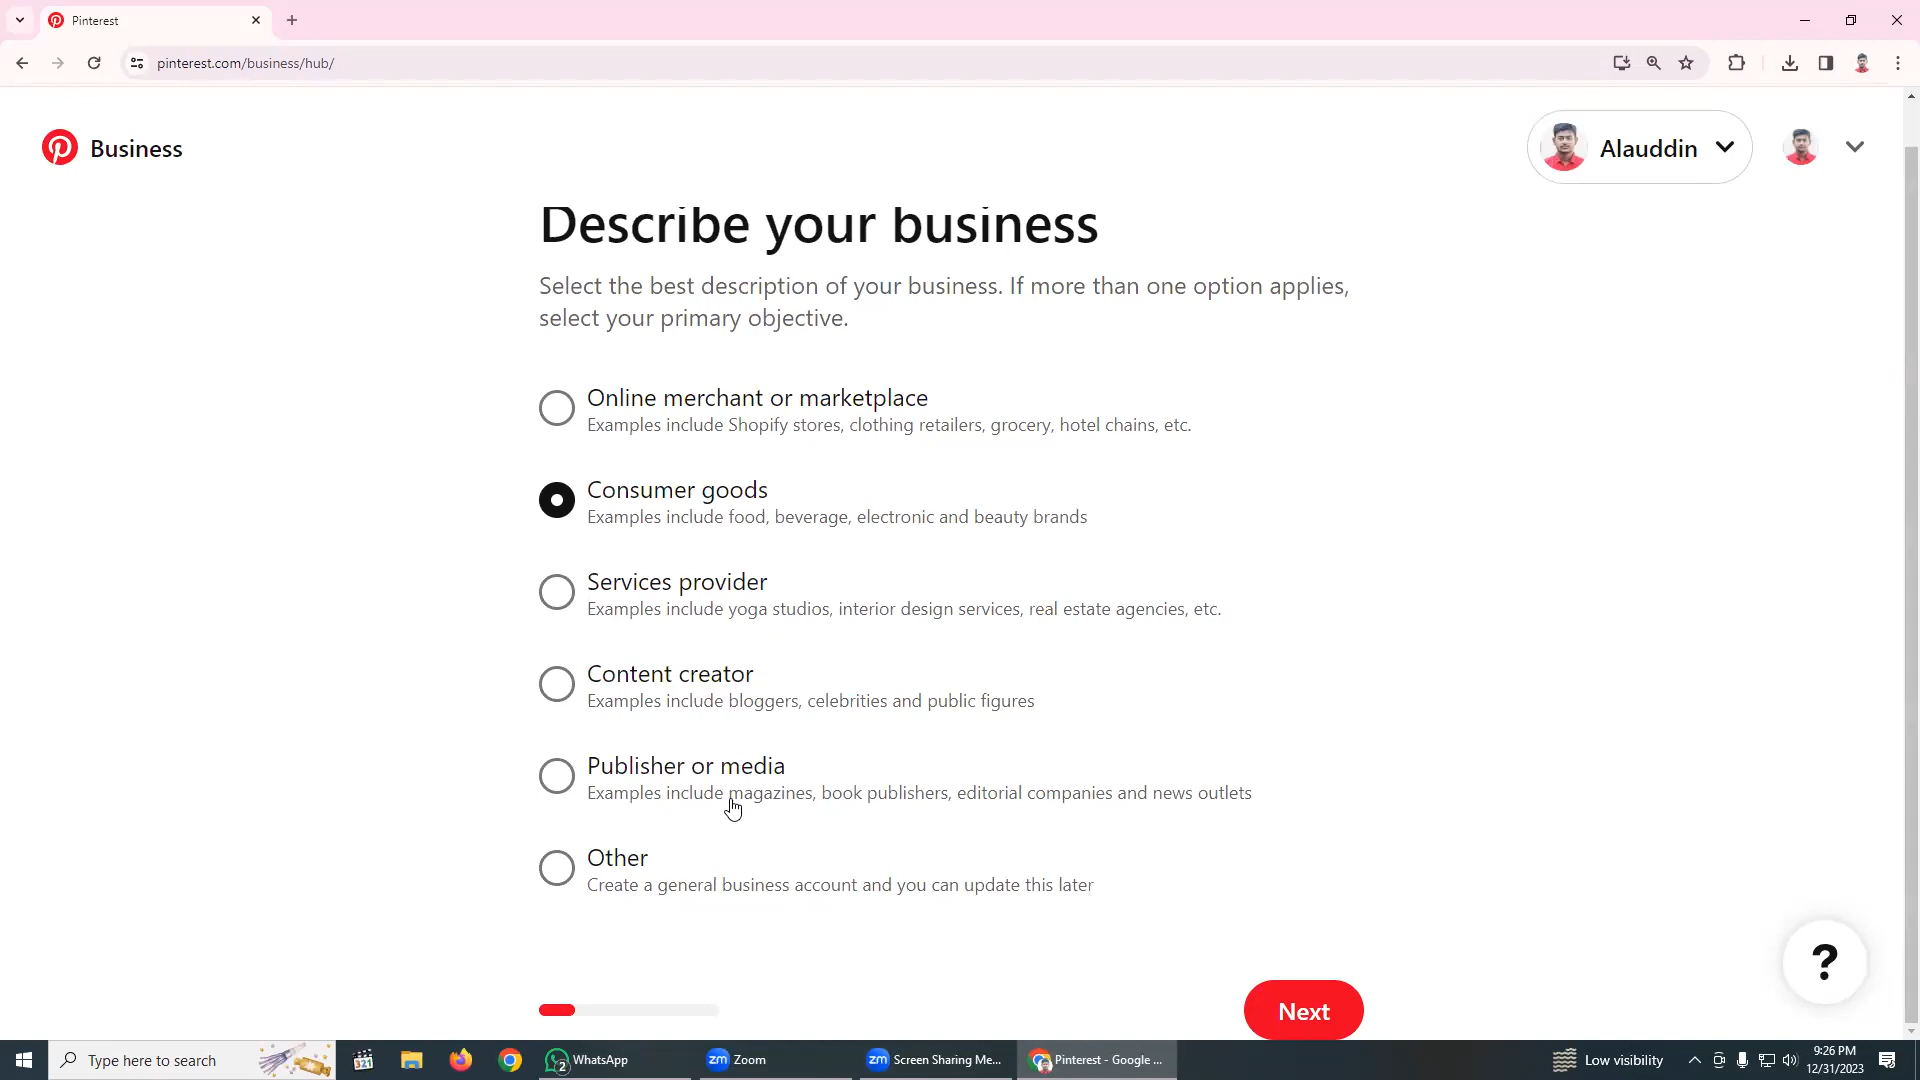 Pinterest
pinterest.com/business/hub/
Business
Alauddin
Describe your business
Select the best description of your business. If more than one option applies,
select your primary objective.
Online merchant or marketplace
Examples include Shopify stores, clothing retailers, grocery, hotel chains, etc.
Consumer goods
Examples include food, beverage, electronic and beauty brands
Services provider
Examples include yoga studios, interior design services, real estate agencies, etc.
Content creator
Examples include bloggers, celebrities and public figures
Publisher or media
Examples include magazines, book publishers, editorial companies and news outlets
Other
Create a general business account and you can update this later
?
Next
Type here to search
321
2
WhatsApp
zm
Zoom
zm
Screen Sharing Me...
Pinterest - Google ...
Low visibility
9:26 PM
12/31/2023